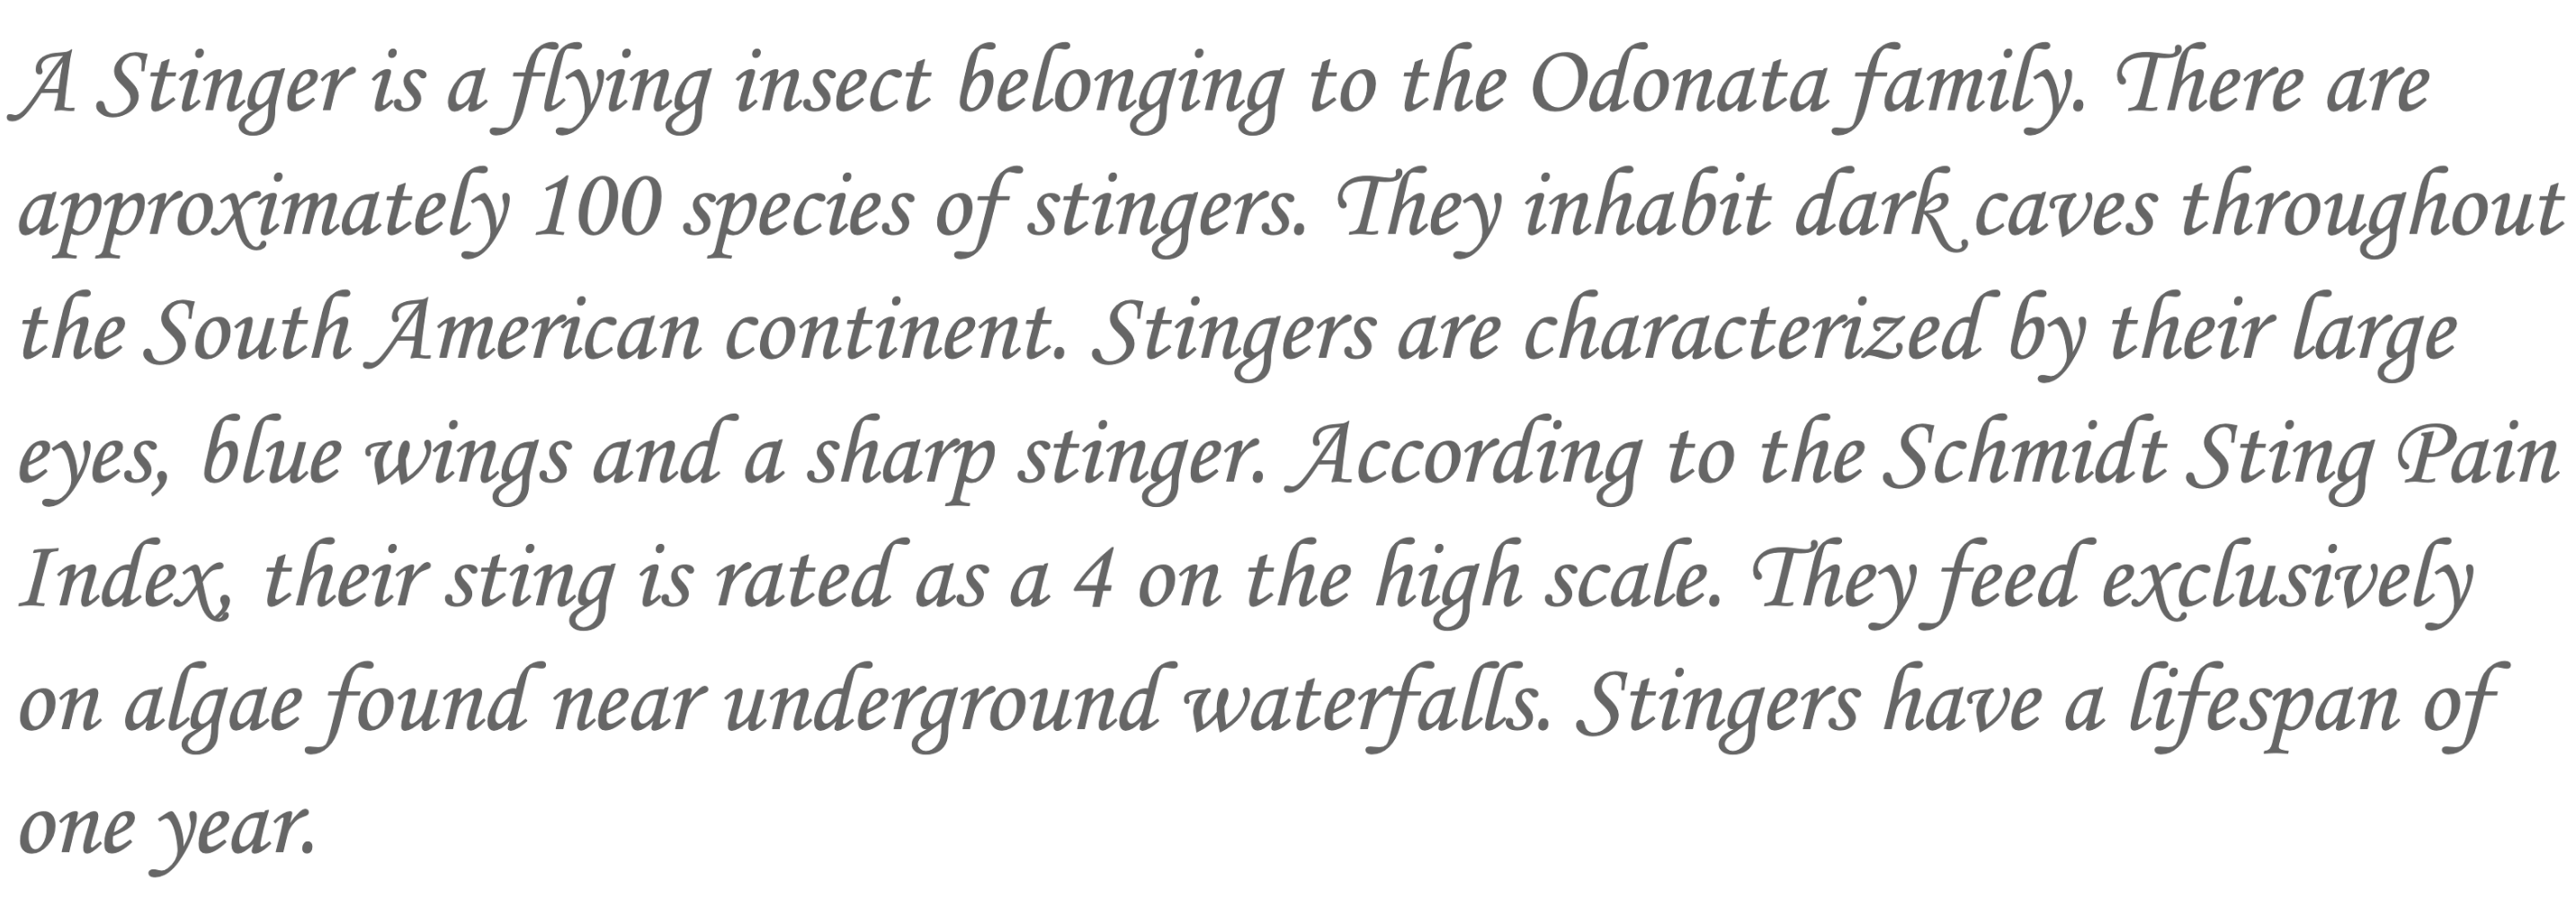 A Stinger is a flying insect belonging to the Odonata family. There are
approximately 100 species of stingers. They inhabit dark caves throughout
the South American continent. Stingers are characterized by their large
eyes, blue wings and a sharp stinger. According to the Schmidt Sting Pain
Index, their sting is rated as a 4 on the high scale. They feed exclusively
on algae found near underground waterfalls. Stingers have a lifespan of
one year.